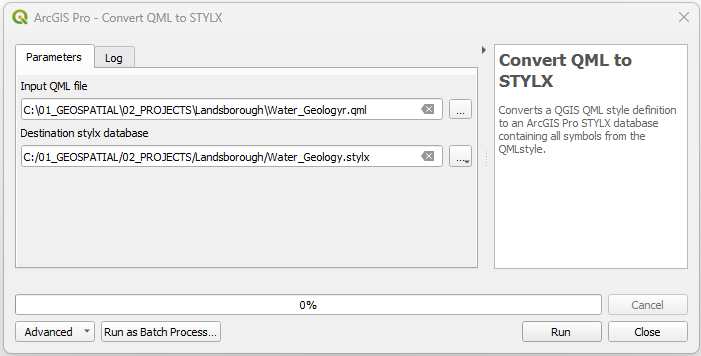 ArcGIS Pro - Convert QML to STYLX
Parameters
Log
Input QML file
C:\01_GEOSPATIAL\02_PROJECTS\Landsborough\Water_Geologyr.qml
...
Destination stylx database
C:/01_GEOSPATIAL/02_PROJECTS/Landsborough/Water_Geology.stylx
...
Convert QML to
STYLX
Converts a QGIS QML style definition
to an ArcGIS Pro STYLX database
containing all symbols from the
QMLstyle.
0%
Cancel
Advanced
Run as Batch Process...
Run
Close